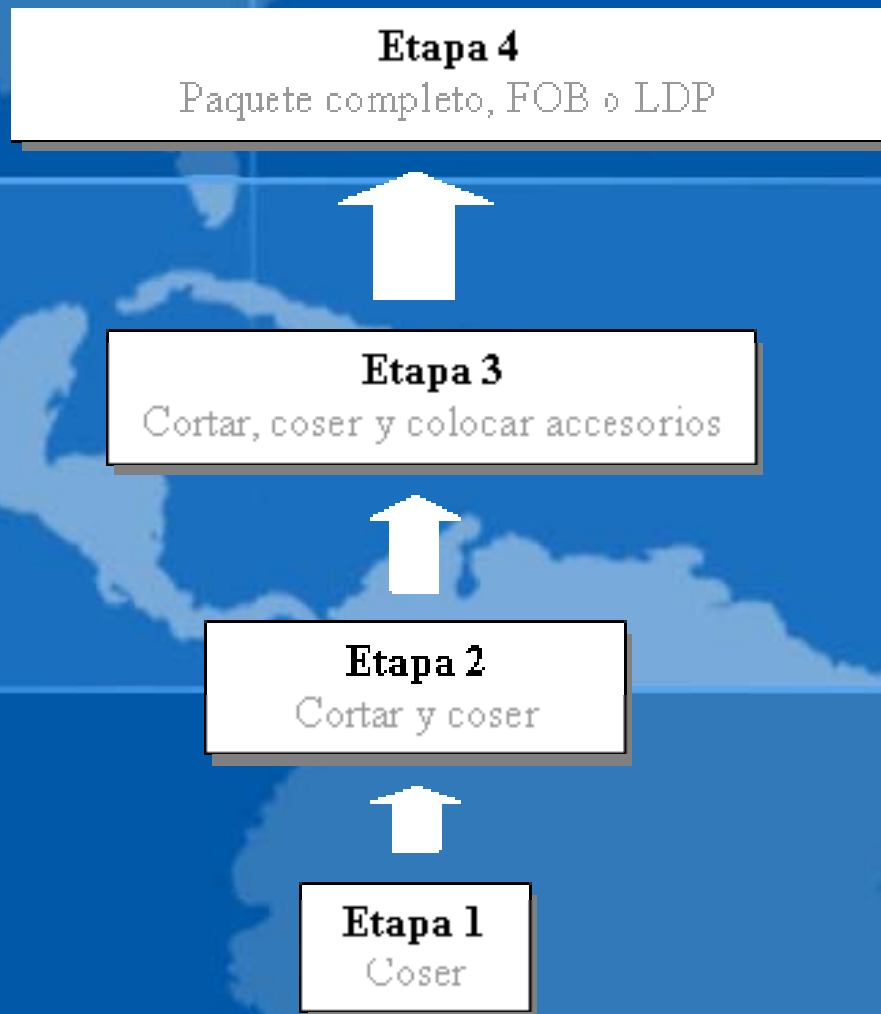 Etapa 4
Paquete completo, FOB o LDP
Etapa 3
Cortar, coser y colocar accesorios
Etapa 2
Cortar y coser
Etapa 1
Coser